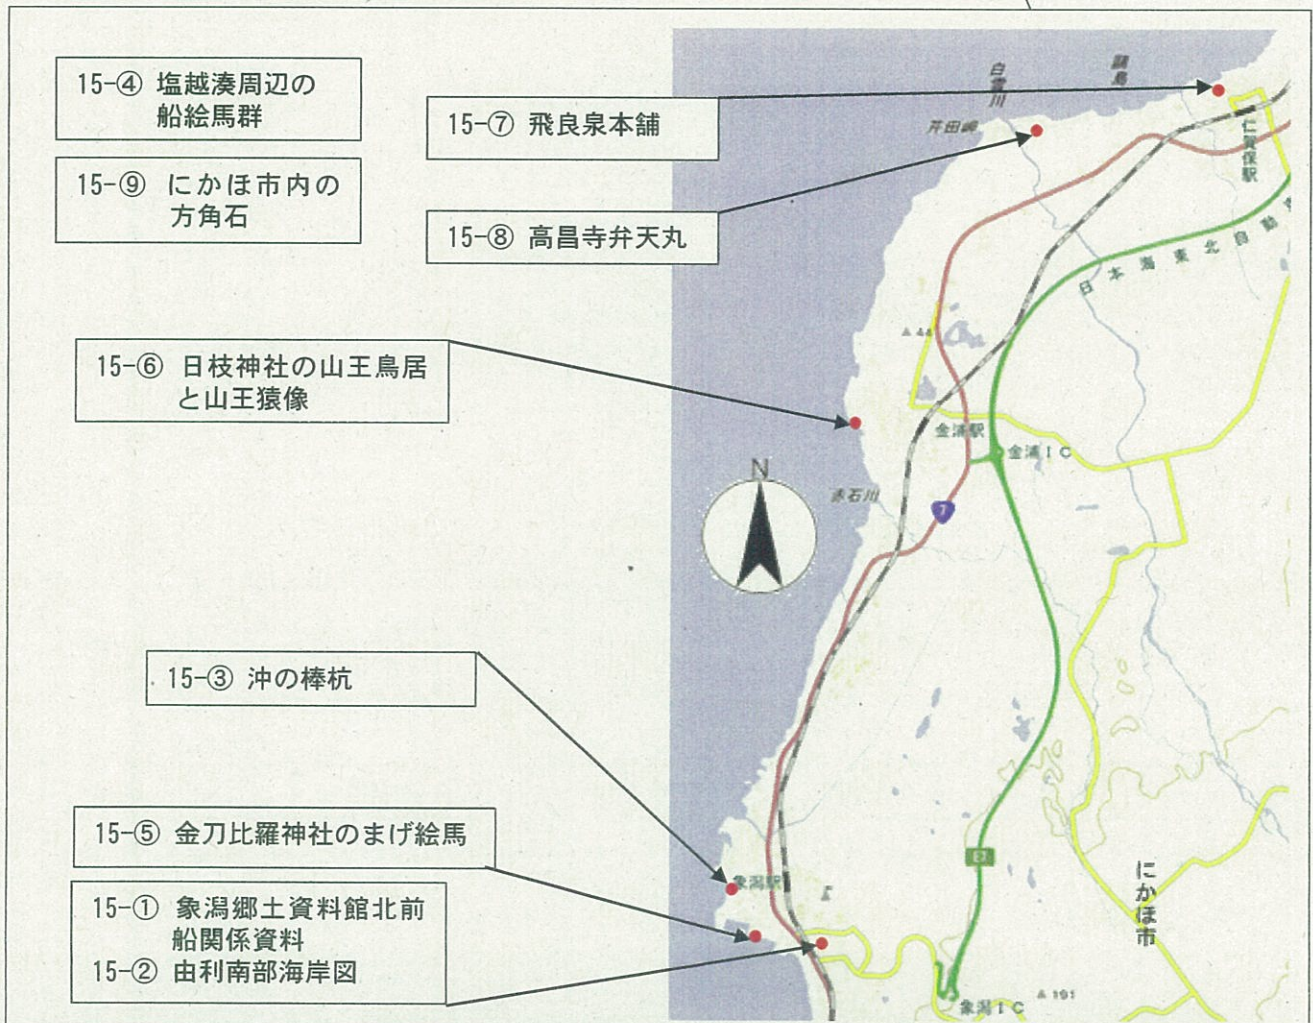 15-④ 塩越湊周辺の
船絵馬群
15-⑨ にかほ市内の
方角石
15-⑦ 飛良泉本舗
15-⑧ 高昌寺弁天丸
15-⑥ 日枝神社の山王鳥居
と山王猿像
15-③ 沖の棒杭
15-⑤ 金刀比羅神社のまげ絵馬
15-① 象潟郷土資料館北前
船関係資料
15-② 由利南部海岸図
白雪川
芹田岬
仁賀保駅
日本海東北自動
▲44
金浦駅
金浦IC
赤石川
N
7
象潟駅
にかほ市
象潟IC
▲191